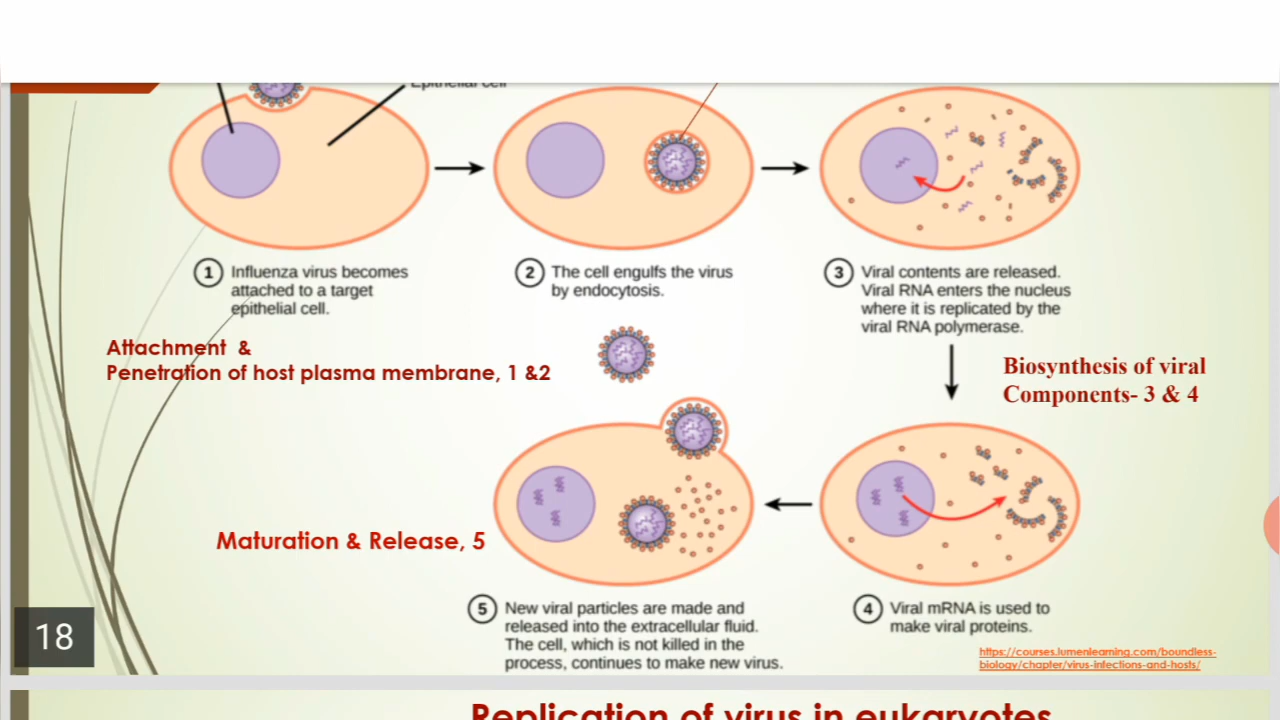 Epithelial cell
1 Influenza virus becomes
attached to a target
epithelial cell.
2 The cell engulfs the virus
by endocytosis.
3 Viral contents are released.
Viral RNA enters the nucleus
where it is replicated by the
viral RNA polymerase.
Attachment &
Penetration of host plasma membrane, 1 &2
Biosynthesis of viral
Components- 3 & 4
Maturation & Release, 5
5 New viral particles are made and
released into the extracellular fluid.
The cell, which is not killed in the
process, continues to make new virus.
4 Viral mRNA is used to
make viral proteins.
https://courses.lumenlearning.com/boundless-
biology/chapter/virus-infections-and-hosts/
18
Replication of virus in eukaryotes